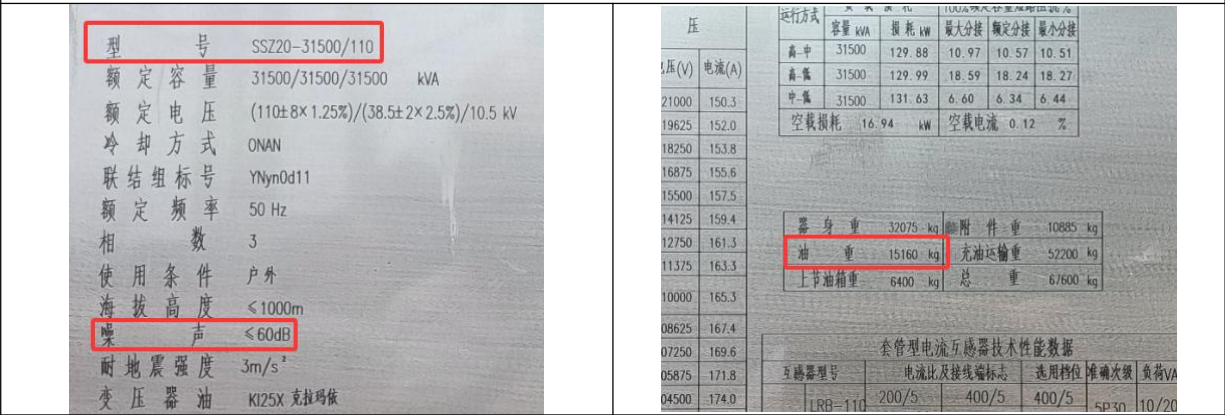 型 号 SSZ20-31500/110
额定容量 31500/31500/31500 kVA
额定电压 (110±8×1.25%)/(38.5±2×2.5%)/10.5 kV
冷却方式 ONAN
联结组标号 YNyn0d11
额定频率 50 Hz
相 数 3
使用条件 户外
海拔高度 ≤1000m
噪 声 ≤60dB
耐地震强度 3m/s²
变压器油 KI25X 克拉玛依
压
压(V) 电流(A)
21000 150.3
19625 152.0
18250 153.8
16875 155.6
15500 157.5
14125 159.4
12750 161.3
11375 163.3
10000 165.3
08625 167.4
07250 169.6
05875 171.8
04500 174.0
运行方式
容量 kVA 损耗 kW 最大分接 额定分接 最小分接
高-中 31500 129.88 10.97 10.57 10.51
高-低 31500 129.99 18.59 18.24 18.27
中-低 31500 131.63 6.60 6.34 6.44
空载损耗 16.94 kW 空载电流 0.12 %
器身重 32075 kg 附件重 10885 kg
油 重 15160 kg 充油运输重 52200 kg
上节油箱重 6400 kg 总 重 67600 kg
套管型电流互感器技术性能数据
互感器型号 电流比及接线端标志 选用档位 准确次级 负荷VA
LRB-110 200/5 400/5 400/5 5P30 10/20